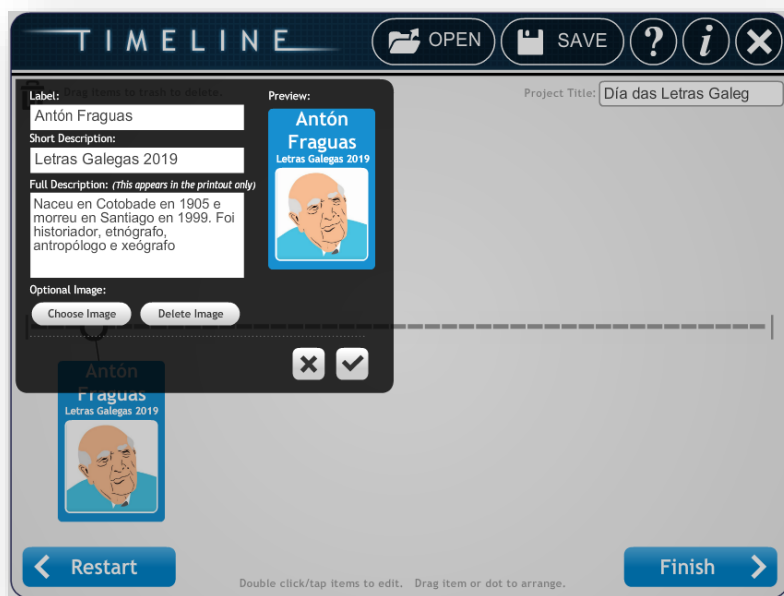 TIMELINE
OPEN
SAVE
?
i
Drag items to trash to delete.
Project Title:
Día das Letras Galeg
Label:
Antón Fraguas
Short Description:
Letras Galegas 2019
Full Description: (This appears in the printout only)
Naceu en Cotobade en 1905 e
morreu en Santiago en 1999. Foi
historiador, etnógrafo,
antropólogo e xeógrafo
Optional Image:
Choose Image
Delete Image
Preview:
Antón
Fraguas
Letras Galegas 2019
Antón
Fraguas
Letras Galegas 2019
Restart
Double click/tap items to edit. Drag item or dot to arrange.
Finish